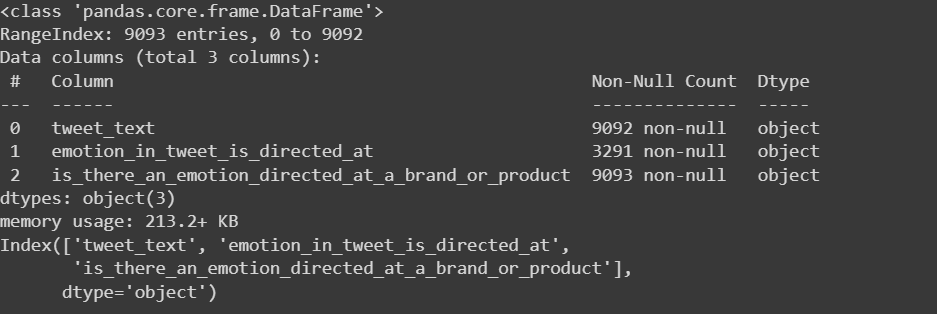 <class 'pandas.core.frame.DataFrame'>
RangeIndex: 9093 entries, 0 to 9092
Data columns (total 3 columns):
 #   Column                                              Non-Null Count  Dtype
---  ------                                              --------------  -----
 0   tweet_text                                          9092 non-null   object
 1   emotion_in_tweet_is_directed_at                     3291 non-null   object
 2   is_there_an_emotion_directed_at_a_brand_or_product  9093 non-null   object
dtypes: object(3)
memory usage: 213.2+ KB
Index(['tweet_text', 'emotion_in_tweet_is_directed_at',
       'is_there_an_emotion_directed_at_a_brand_or_product'],
      dtype='object')